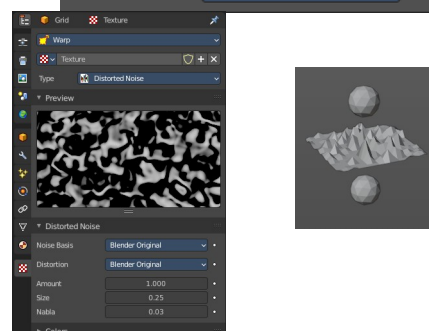 Grid Texture
Warp
Texture
Type Distorted Noise
Preview
Distorted Noise
Noise Basis Blender Original
Distortion Blender Original
Amount 1.000
Size 0.25
Nabla 0.03